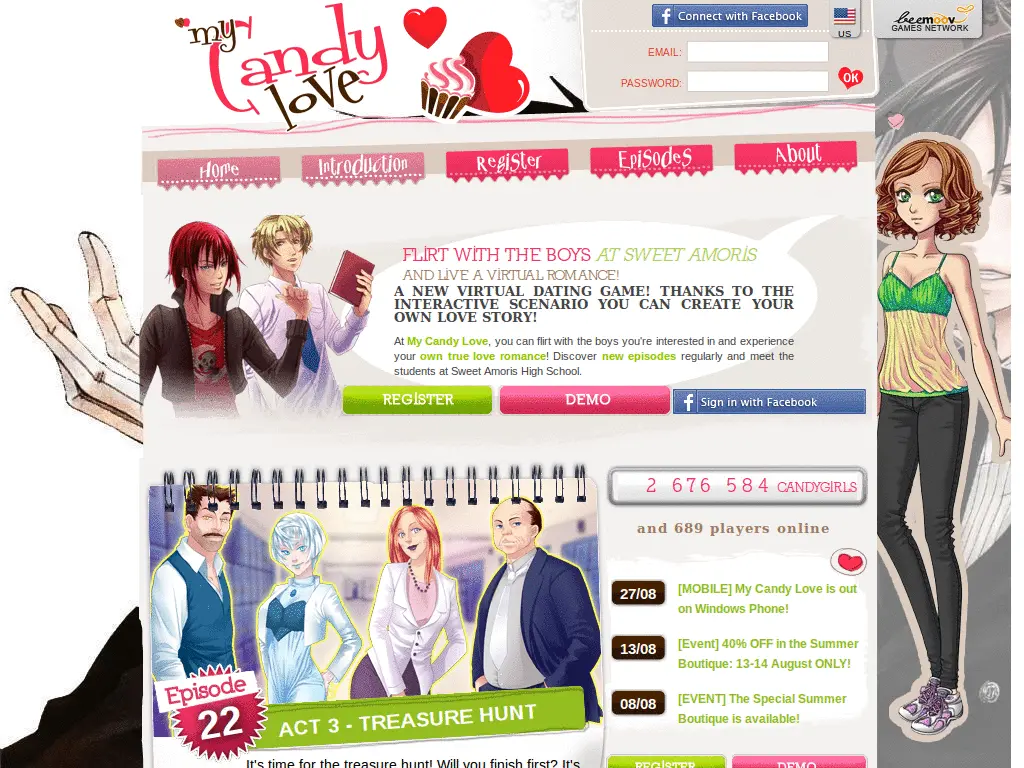 my
Candy
love
Connect with Facebook
US
beemoov
GAMES NETWORK
EMAIL:
PASSWORD:
OK
Home
Introduction
Register
Episodes
About
FLIRT WITH THE BOYS AT SWEET AMORIS
AND LIVE A VIRTUAL ROMANCE!
A NEW VIRTUAL DATING GAME! THANKS TO THE
INTERACTIVE SCENARIO YOU CAN CREATE YOUR
OWN LOVE STORY!
At My Candy Love, you can flirt with the boys you're interested in and experience
your own true love romance! Discover new episodes regularly and meet the
students at Sweet Amoris High School.
REGISTER
DEMO
Sign in with Facebook
2 676 584 CANDYGIRLS
and 689 players online
27/08
[MOBILE] My Candy Love is out
on Windows Phone!
13/08
[Event] 40% OFF in the Summer
Boutique: 13-14 August ONLY!
08/08
[EVENT] The Special Summer
Boutique is available!
Episode
22
ACT 3 - TREASURE HUNT
It's time for the treasure hunt! Will you finish first? It's
REGISTER
DEMO